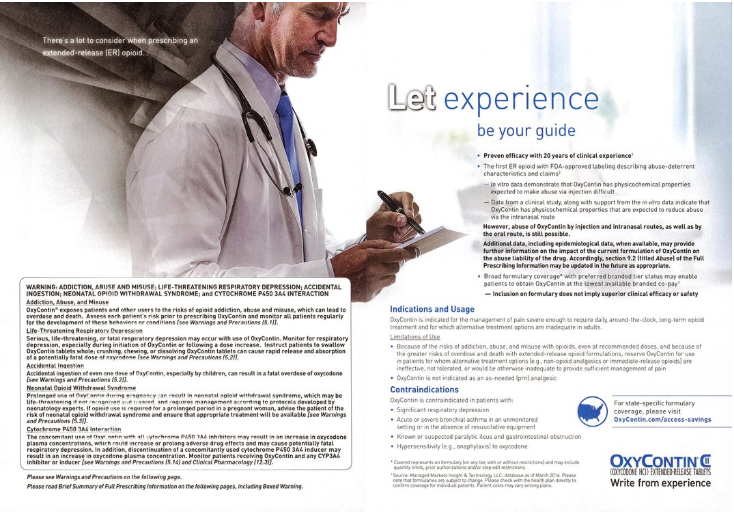 There's a lot to consider when prescribing an
extended-release (ER) opioid...
WARNING: ADDICTION, ABUSE AND MISUSE; LIFE-THREATENING RESPIRATORY DEPRESSION; ACCIDENTAL
INGESTION; NEONATAL OPIOID WITHDRAWAL SYNDROME; and CYTOCHROME P450 3A4 INTERACTION
Addiction, Abuse, and Misuse
OxyContin® exposes patients and other users to the risks of opioid addiction, abuse and misuse, which can lead to
overdose and death. Assess each patient's risk prior to prescribing OxyContin and monitor all patients regularly
for the development of these behaviors or conditions [see Warnings and Precautions (5.1)].
Life-Threatening Respiratory Depression
Serious, life-threatening, or fatal respiratory depression may occur with use of OxyContin. Monitor for respiratory
depression, especially during initiation of OxyContin or following a dose increase. Instruct patients to swallow
OxyContin tablets whole; crushing, chewing, or dissolving OxyContin tablets can cause rapid release and absorption
of a potentially fatal dose of oxycodone [see Warnings and Precautions (5.2)].
Accidental Ingestion
Accidental ingestion of even one dose of OxyContin, especially by children, can result in a fatal overdose of oxycodone
[see Warnings and Precautions (5.2)].
Neonatal Opioid Withdrawal Syndrome
Prolonged use of OxyContin during pregnancy can result in neonatal opioid withdrawal syndrome, which may be
life-threatening if not recognized and treated, and requires management according to protocols developed by
neonatology experts. If opioid use is required for a prolonged period in a pregnant woman, advise the patient of the
risk of neonatal opioid withdrawal syndrome and ensure that appropriate treatment will be available [see Warnings
and Precautions (5.3)].
Cytochrome P450 3A4 Interaction
The concomitant use of OxyContin with all cytochrome P450 3A4 inhibitors may result in an increase in oxycodone
plasma concentrations, which could increase or prolong adverse drug effects and may cause potentially fatal
respiratory depression. In addition, discontinuation of a concomitantly used cytochrome P450 3A4 inducer may
result in an increase in oxycodone plasma concentration. Monitor patients receiving OxyContin and any CYP3A4
inhibitor or inducer [see Warnings and Precautions (5.14) and Clinical Pharmacology (12.3)].
Please see Warnings and Precautions on the following page.
Please read Brief Summary of Full Prescribing Information on the following pages, including Boxed Warning.
Let experience
be your guide
• Proven efficacy with 20 years of clinical experience¹
• The first ER opioid with FDA-approved labeling describing abuse-deterrent
characteristics and claims²
— In vitro data demonstrate that OxyContin has physicochemical properties
expected to make abuse via injection difficult
— Data from a clinical study, along with support from the in vitro data indicate that
OxyContin has physicochemical properties that are expected to reduce abuse
via the intranasal route
However, abuse of OxyContin by injection and intranasal routes, as well as by
the oral route, is still possible.
Additional data, including epidemiological data, when available, may provide
further information on the impact of the current formulation of OxyContin on
the abuse liability of the drug. Accordingly, section 9.2 (titled Abuse) of the Full
Prescribing Information may be updated in the future as appropriate.
• Broad formulary coverage* with preferred branded tier status may enable
patients to obtain OxyContin at the lowest available branded co-pay⁺
— Inclusion on formulary does not imply superior clinical efficacy or safety
Indications and Usage
OxyContin is indicated for the management of pain severe enough to require daily, around-the-clock, long-term opioid
treatment and for which alternative treatment options are inadequate in adults.
Limitations of Use
• Because of the risks of addiction, abuse, and misuse with opioids, even at recommended doses, and because of
the greater risks of overdose and death with extended-release opioid formulations, reserve OxyContin for use
in patients for whom alternative treatment options (e.g., non-opioid analgesics or immediate-release opioids) are
ineffective, not tolerated, or would be otherwise inadequate to provide sufficient management of pain
• OxyContin is not indicated as an as-needed (prn) analgesic
Contraindications
OxyContin is contraindicated in patients with:
• Significant respiratory depression
• Acute or severe bronchial asthma in an unmonitored
setting or in the absence of resuscitative equipment
• Known or suspected paralytic ileus and gastrointestinal obstruction
• Hypersensitivity (e.g., anaphylaxis) to oxycodone
For state-specific formulary
coverage, please visit
OxyContin.com/access-savings
* Covered represents on formulary (on any tier, with or without restrictions) and may include
quantity limits, prior authorizations and/or step edit restrictions.
Source: Managed Markets Insight & Technology, LLC, database as of March 2016. Please
note that formularies are subject to change. Please check with the health plan directly to
confirm coverage for individual patients. Patient costs may vary among plans.
OXYCONTIN CII
(OXYCODONE HCl) EXTENDED-RELEASE TABLETS
Write from experience